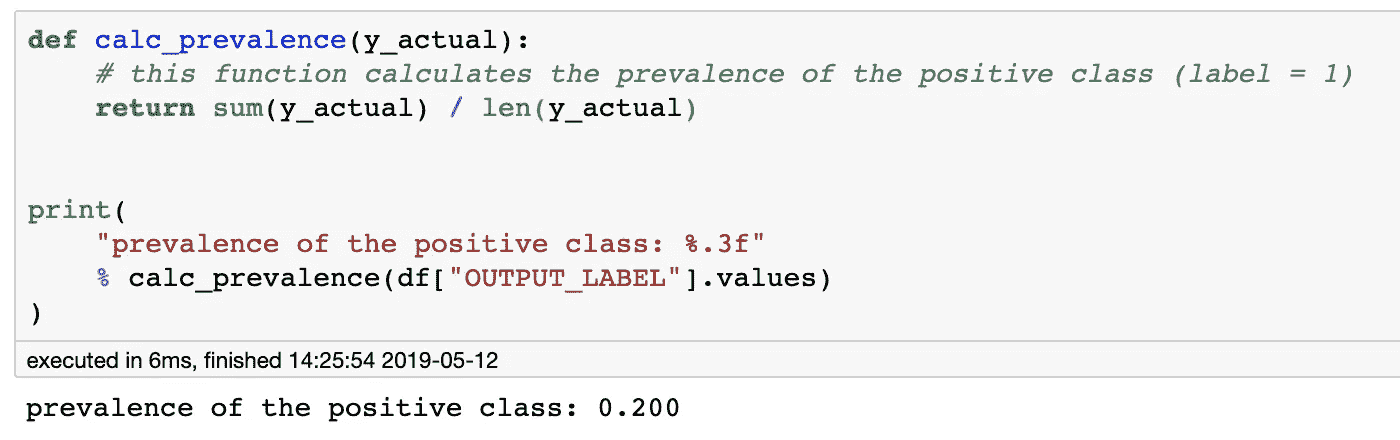 def calc_prevalence(y_actual):
    # this function calculates the prevalence of the positive class (label = 1)
    return sum(y_actual) / len(y_actual)
print(
    "prevalence of the positive class: %.3f"
    % calc_prevalence(df["OUTPUT_LABEL"].values)
)
executed in 6ms, finished 14:25:54 2019-05-12
prevalence of the positive class: 0.200